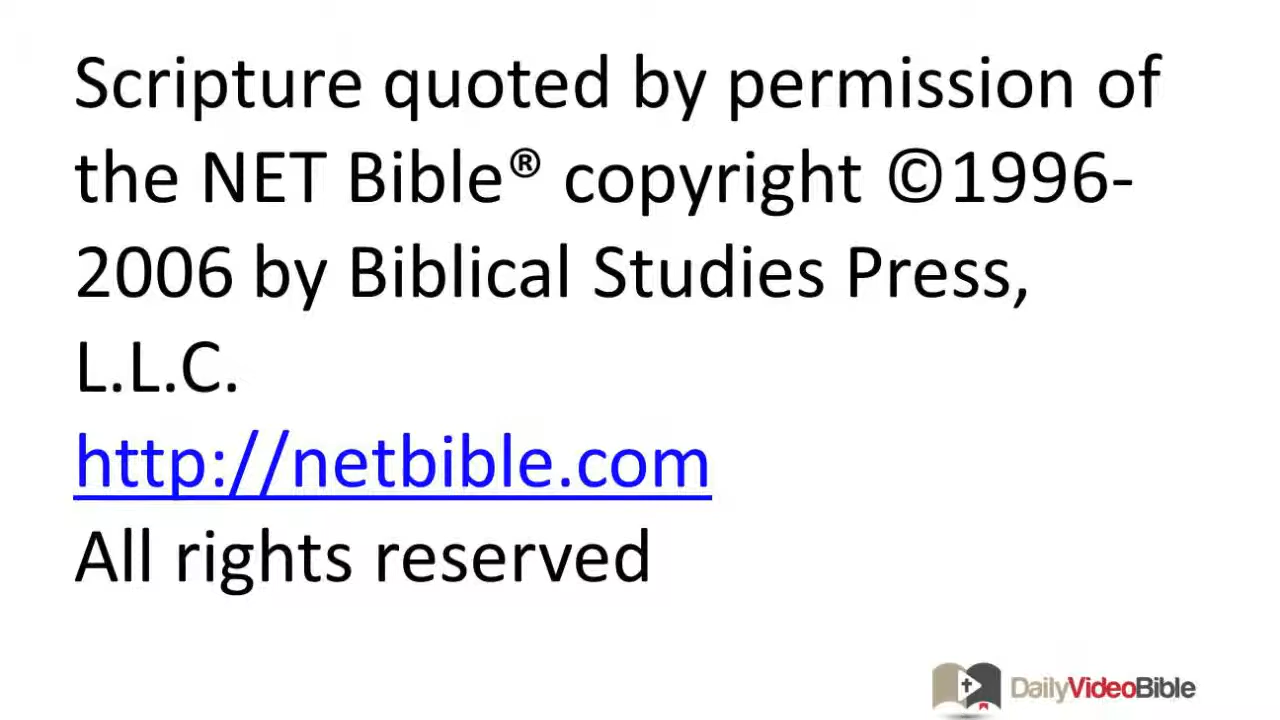 Scripture quoted by permission of
the NET Bible® copyright ©1996-
2006 by Biblical Studies Press,
L.L.C.
http://netbible.com
All rights reserved
DailyVideoBible